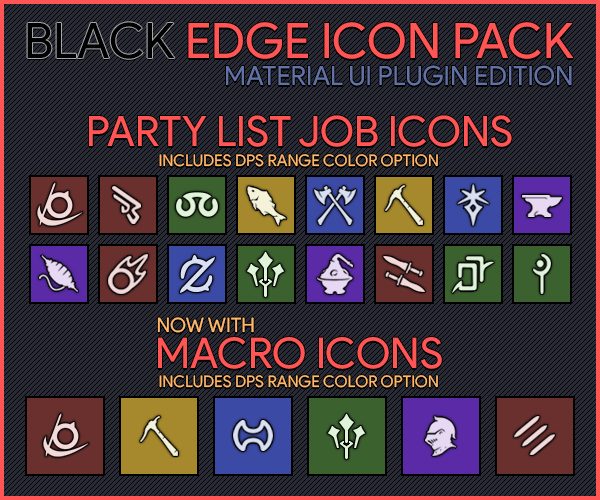 BLACK EDGE ICON PACK
MATERIAL UI PLUGIN EDITION
PARTY LIST JOB ICONS
INCLUDES DPS RANGE COLOR OPTION
NOW WITH
MACRO ICONS
INCLUDES DPS RANGE COLOR OPTION